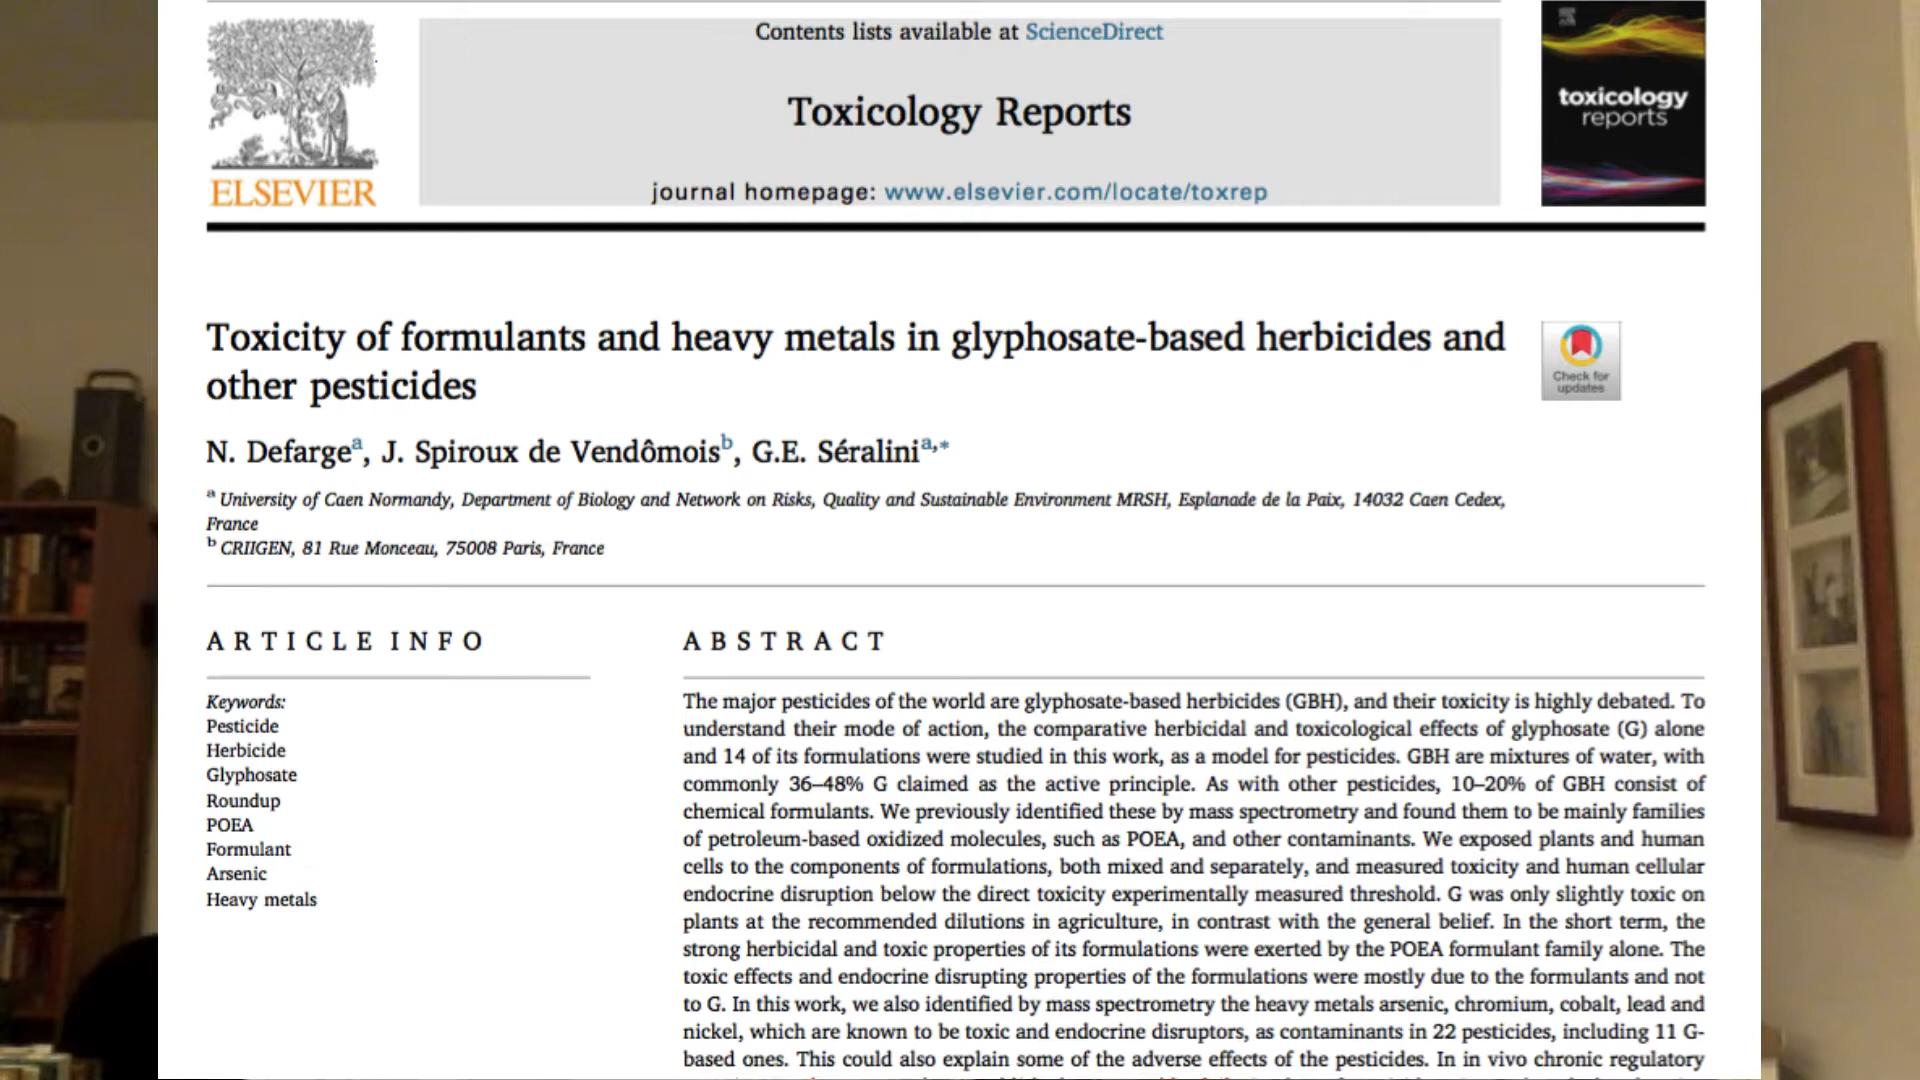 Contents lists available at ScienceDirect
Toxicology Reports
journal homepage: www.elsevier.com/locate/toxrep
ELSEVIER
toxicology
reports
Toxicity of formulants and heavy metals in glyphosate-based herbicides and
other pesticides
Check for
updates
N. Defargeᵃ, J. Spiroux de Vendômoisᵇ, G.E. Séraliniᵃ,*
ᵃ University of Caen Normandy, Department of Biology and Network on Risks, Quality and Sustainable Environment MRSH, Esplanade de la Paix, 14032 Caen Cedex,
France
ᵇ CRIIGEN, 81 Rue Monceau, 75008 Paris, France
ARTICLE INFO
Keywords:
Pesticide
Herbicide
Glyphosate
Roundup
POEA
Formulant
Arsenic
Heavy metals
ABSTRACT
The major pesticides of the world are glyphosate-based herbicides (GBH), and their toxicity is highly debated. To
understand their mode of action, the comparative herbicidal and toxicological effects of glyphosate (G) alone
and 14 of its formulations were studied in this work, as a model for pesticides. GBH are mixtures of water, with
commonly 36–48% G claimed as the active principle. As with other pesticides, 10–20% of GBH consist of
chemical formulants. We previously identified these by mass spectrometry and found them to be mainly families
of petroleum-based oxidized molecules, such as POEA, and other contaminants. We exposed plants and human
cells to the components of formulations, both mixed and separately, and measured toxicity and human cellular
endocrine disruption below the direct toxicity experimentally measured threshold. G was only slightly toxic on
plants at the recommended dilutions in agriculture, in contrast with the general belief. In the short term, the
strong herbicidal and toxic properties of its formulations were exerted by the POEA formulant family alone. The
toxic effects and endocrine disrupting properties of the formulations were mostly due to the formulants and not
to G. In this work, we also identified by mass spectrometry the heavy metals arsenic, chromium, cobalt, lead and
nickel, which are known to be toxic and endocrine disruptors, as contaminants in 22 pesticides, including 11 G-
based ones. This could also explain some of the adverse effects of the pesticides. In in vivo chronic regulatory